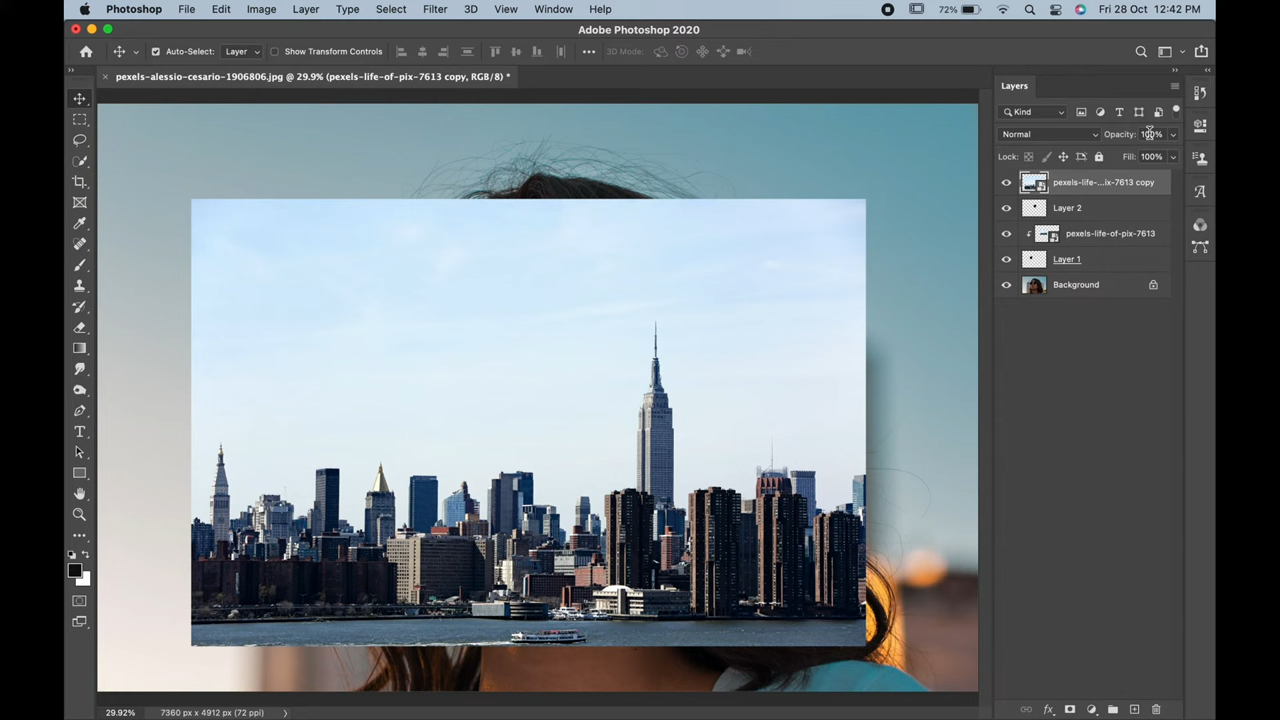 Photoshop File Edit Image Layer Type Select Filter 3D View Window Help 72% Fri 28 Oct 12:42 PM
Adobe Photoshop 2020
Auto-Select: Layer Show Transform Controls 3D Mode:
pexels-alessio-cesario-1906806.jpg @ 29.9% (pexels-life-of-pix-7613 copy, RGB/8) *
Layers
Kind
Normal Opacity: 100%
Lock: Fill: 100%
pexels-life-...ix-7613 copy
Layer 2
pexels-life-of-pix-7613
Layer 1
Background
29.92% 7360 px x 4912 px (72 ppi)